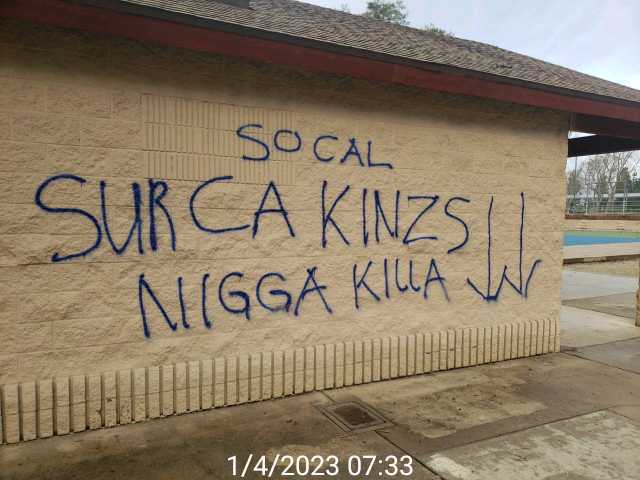 SO CAL
SUR CA KINZS
NIGGA KILLA
1/4/2023 07:33